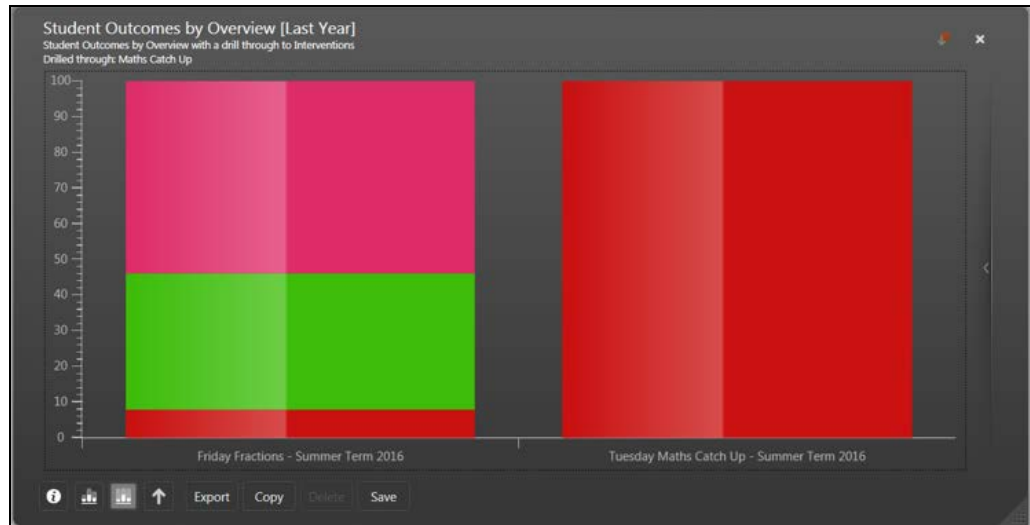 Student Outcomes by Overview [Last Year]
Student Outcomes by Overview with a drill through to Interventions
Drilled through: Maths Catch Up
100
90
80
70
60
50
40
30
20
10
0
Friday Fractions - Summer Term 2016
Tuesday Maths Catch Up - Summer Term 2016
Export Copy Delete Save